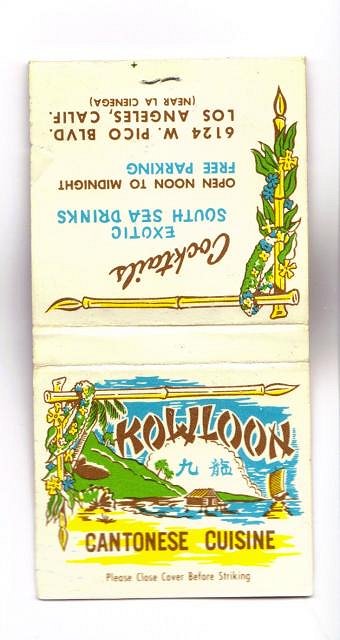 Cocktails
EXOTIC
SOUTH SEA DRINKS
OPEN NOON TO MIDNIGHT
FREE PARKING
6124 W. PICO BLVD.
LOS ANGELES, CALIF.
(NEAR LA CIENEGA)
KOWLOON
九龍
CANTONESE CUISINE
Please Close Cover Before Striking